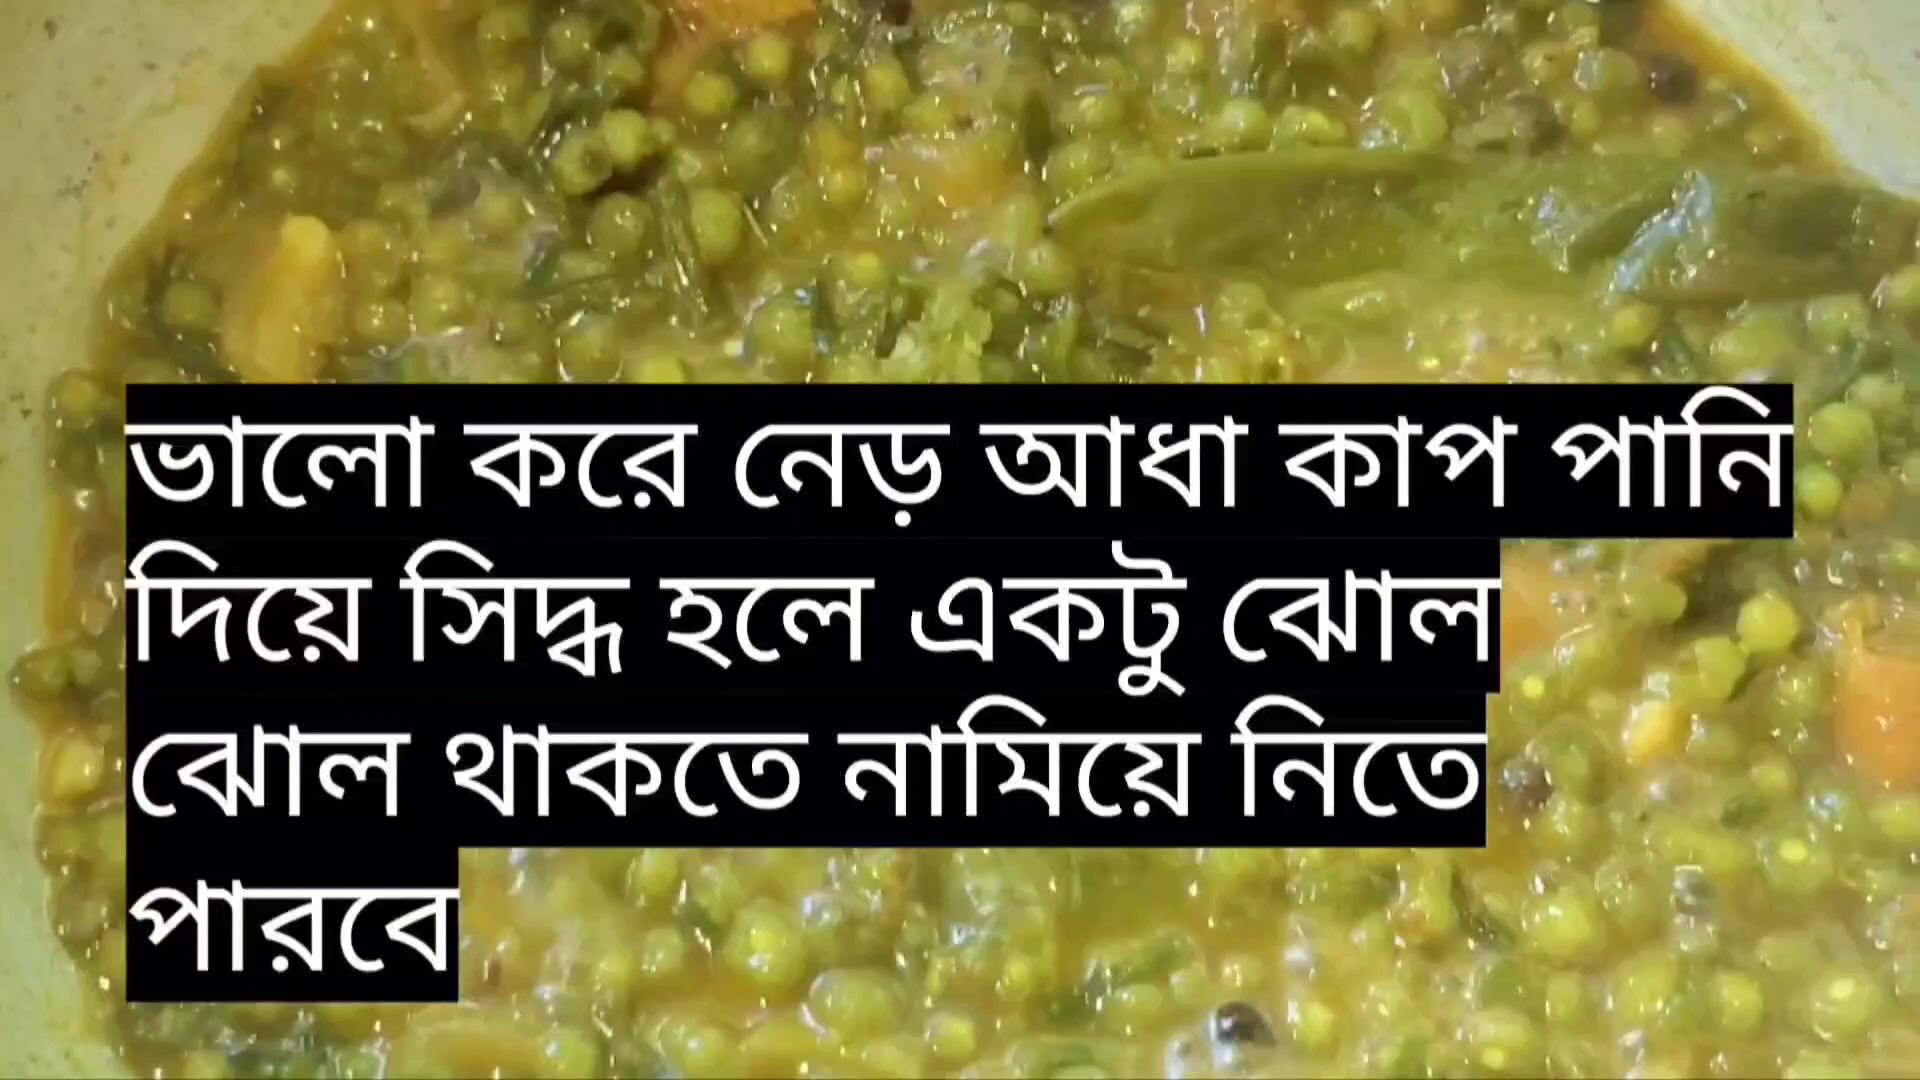 ভালো করে নেড় আধা কাপ পানি
দিয়ে সিদ্ধ হলে একটু ঝোল
ঝোল থাকতে নামিয়ে নিতে
পারবে